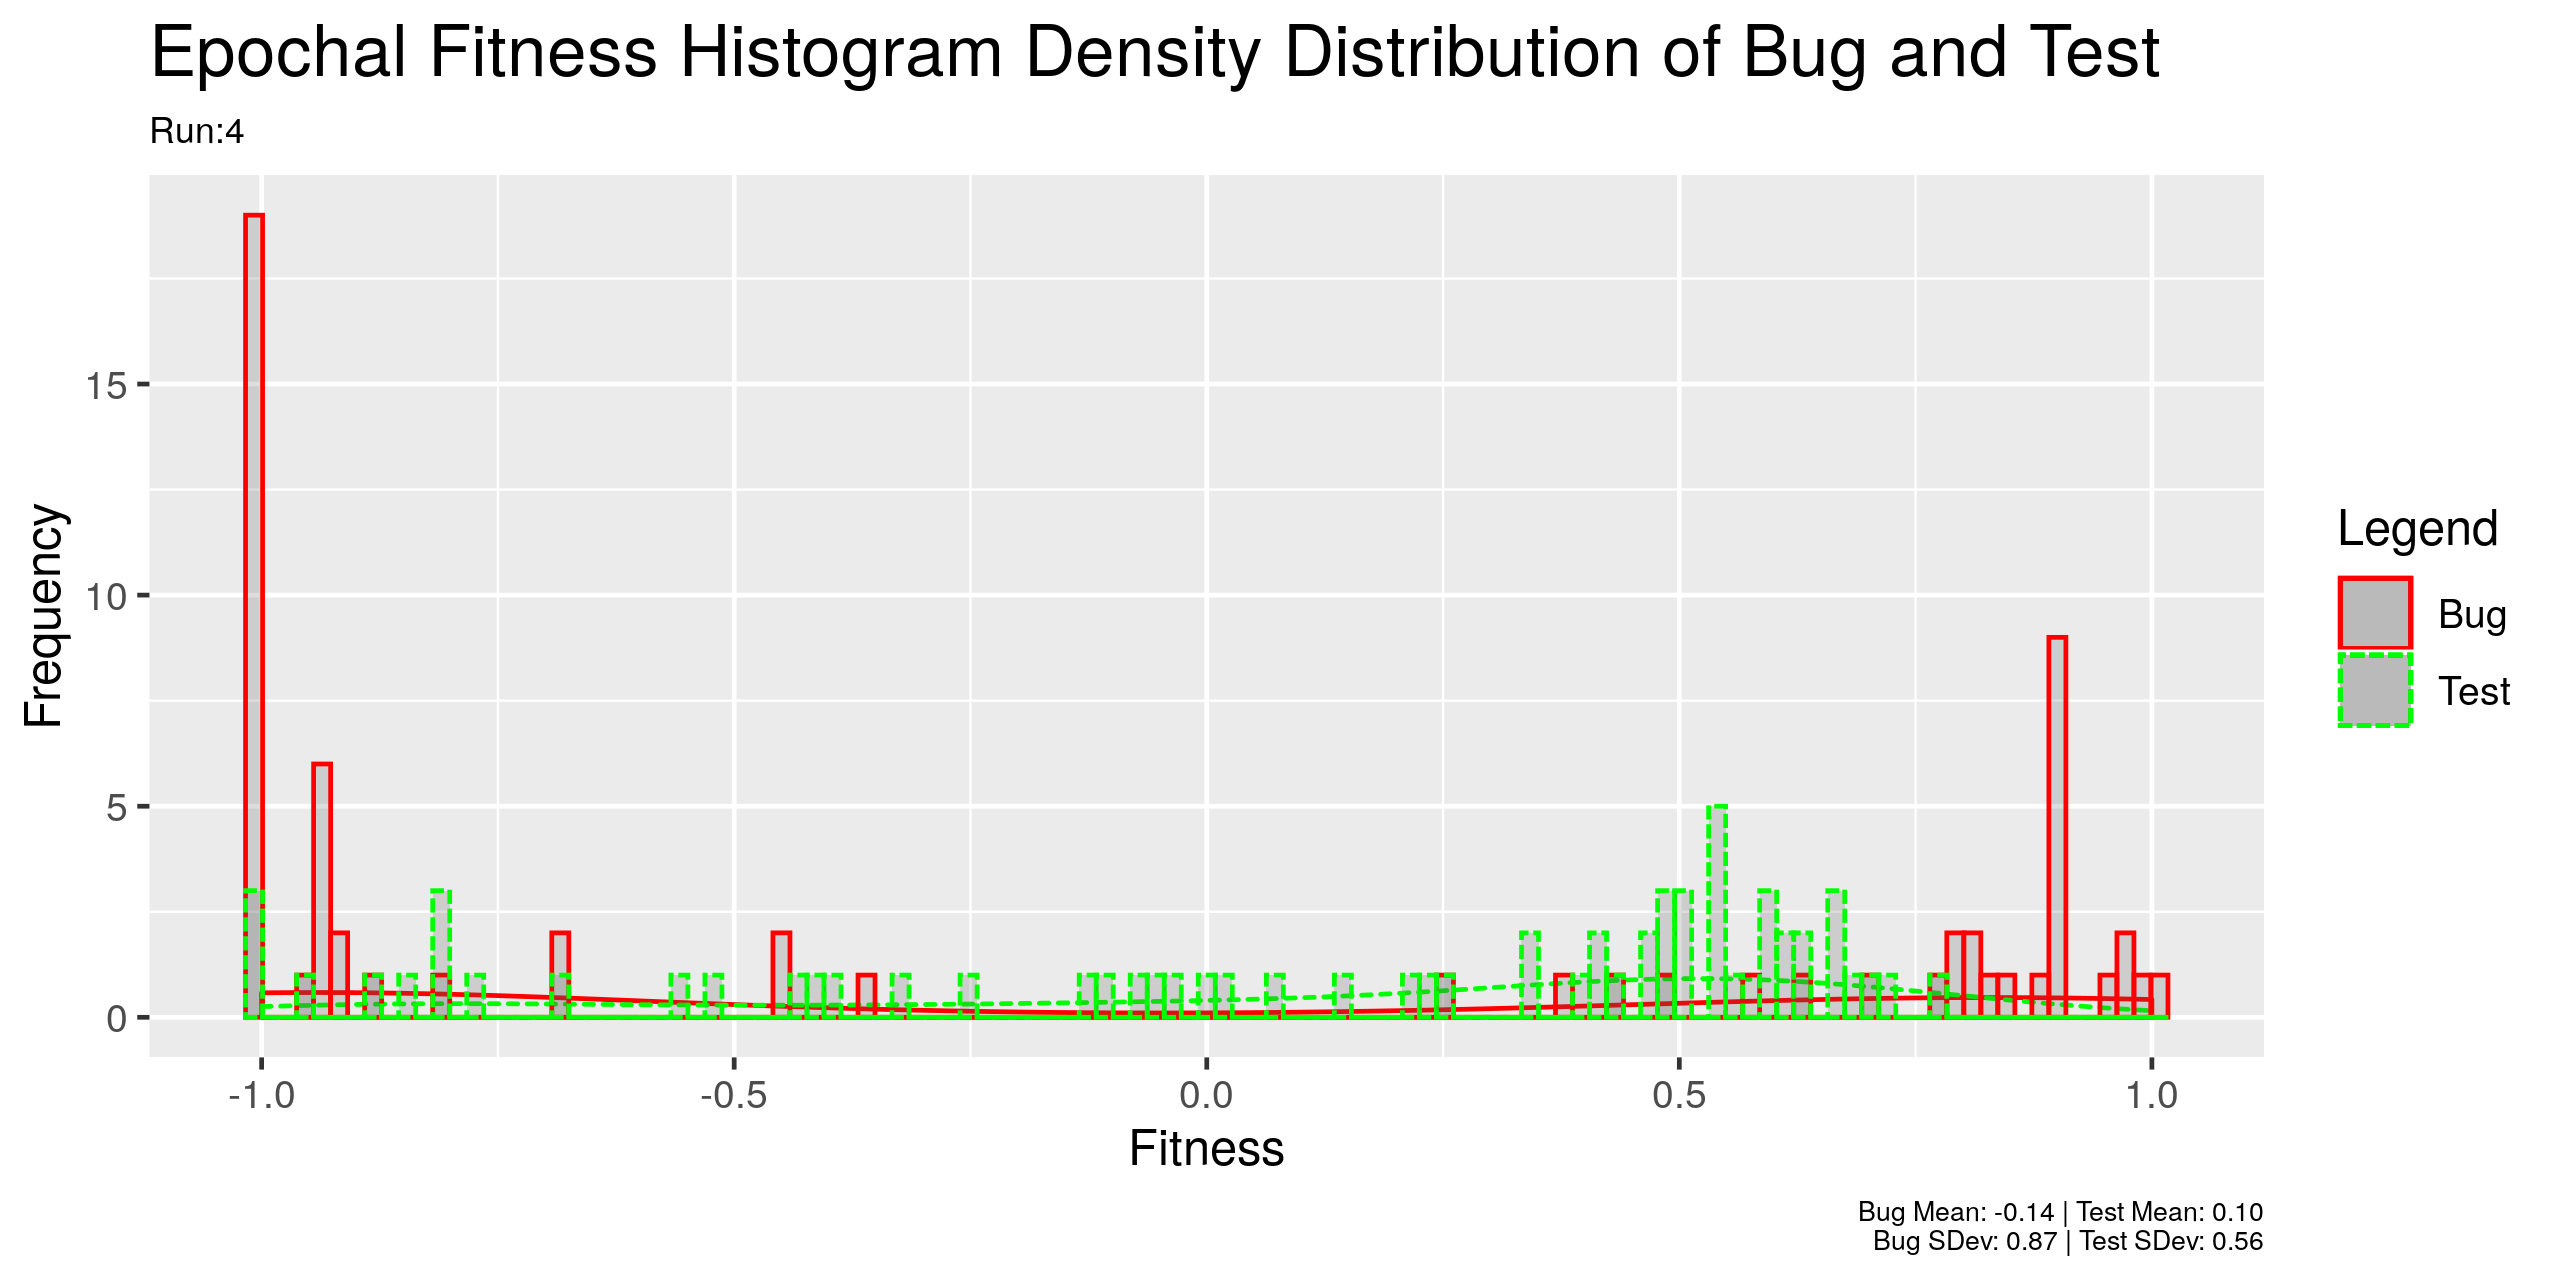 Epochal Fitness Histogram Density Distribution of Bug and Test
Run:4
Frequency
15
10
5
0
-1.0
-0.5
0.0
0.5
1.0
Fitness
Legend
Bug
Test
Bug Mean: -0.14 | Test Mean: 0.10
Bug SDev: 0.87 | Test SDev: 0.56